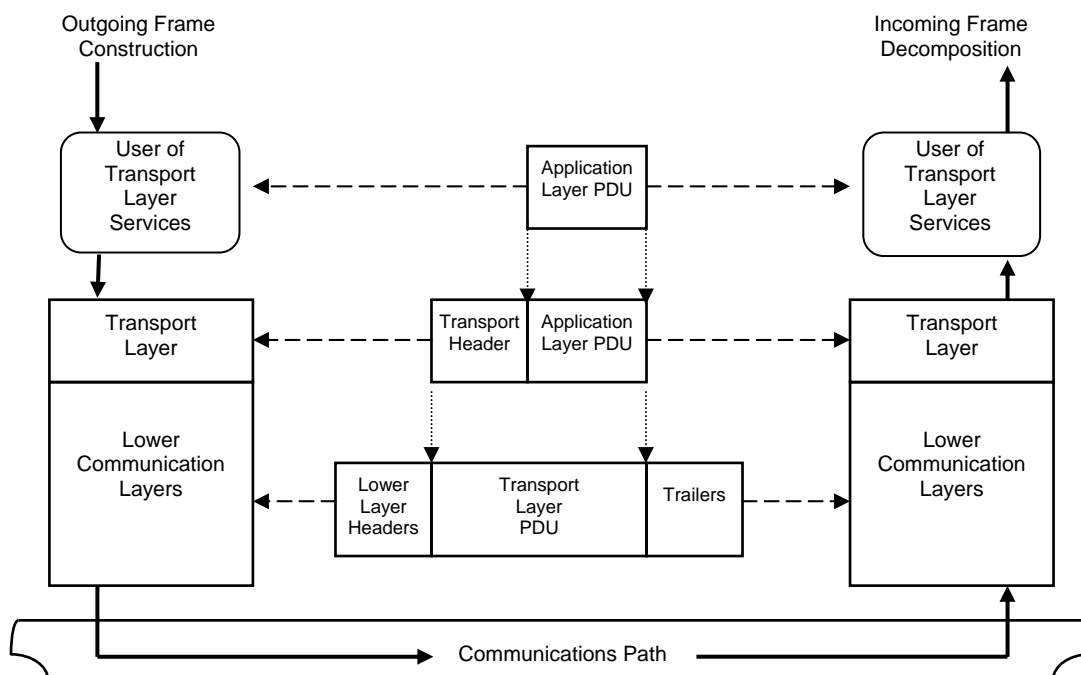 Outgoing Frame
Construction
Incoming Frame
Decomposition
User of
Transport
Layer
Services
Application
Layer PDU
User of
Transport
Layer
Services
Transport
Layer
Transport
Header
Application
Layer PDU
Transport
Layer
Lower
Communication
Layers
Lower
Layer
Headers
Transport
Layer
PDU
Trailers
Lower
Communication
Layers
Communications Path